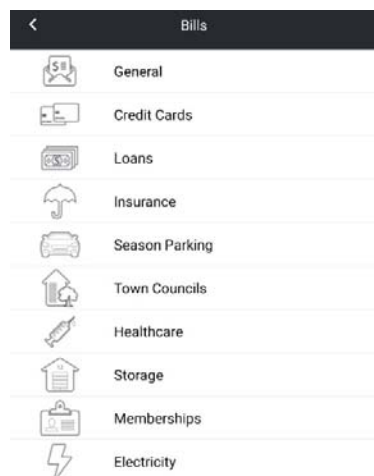 Bills
General
Credit Cards
Loans
Insurance
Season Parking
Town Councils
Healthcare
Storage
Memberships
Electricity